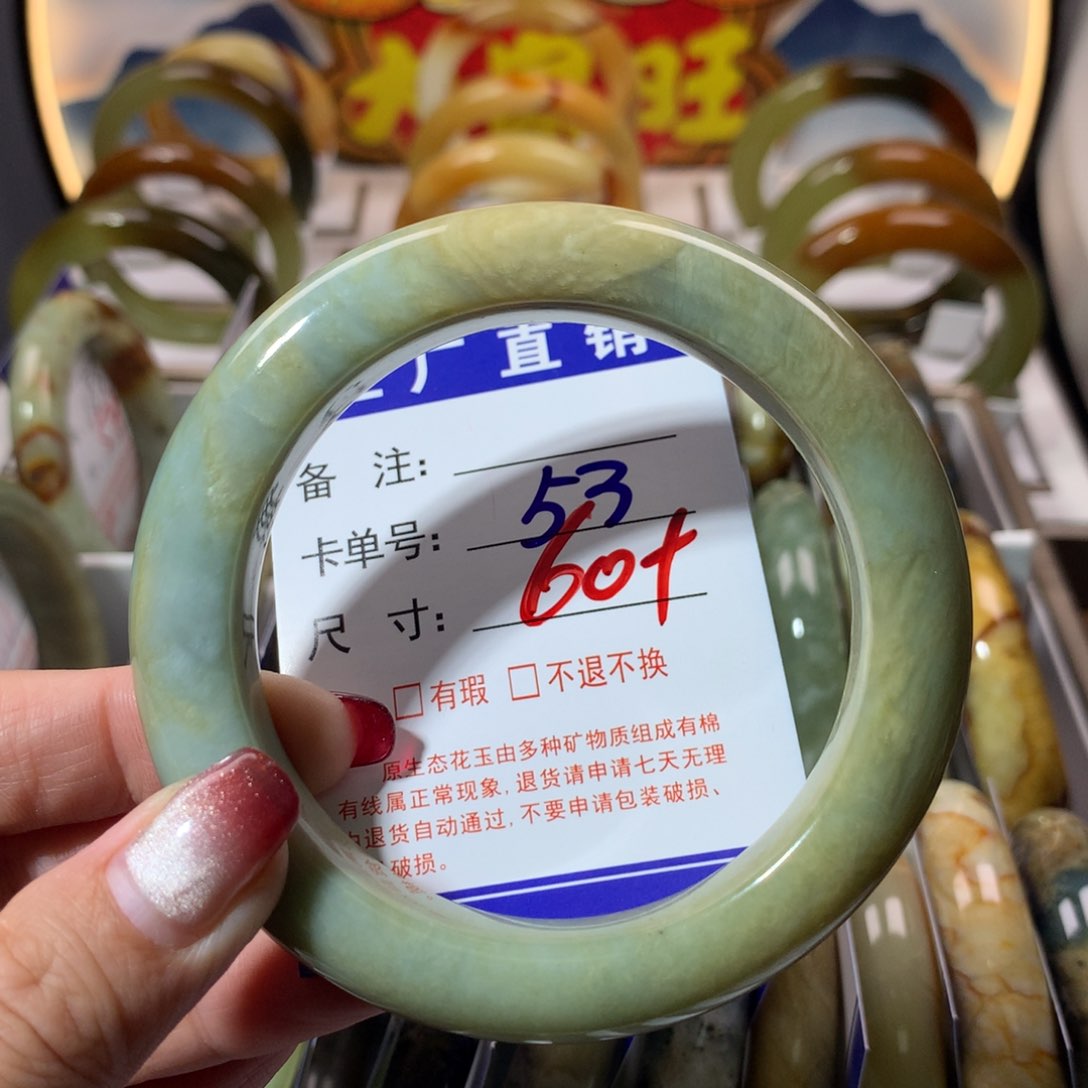 旺
厂直销
备 注:
53
卡单号:
60+
尺 寸:
□有瑕 □不退不换
原生态花玉由多种矿物质组成有棉
有线属正常现象,退货请申请七天无理
由退货自动通过,不要申请包装破损、
破损。